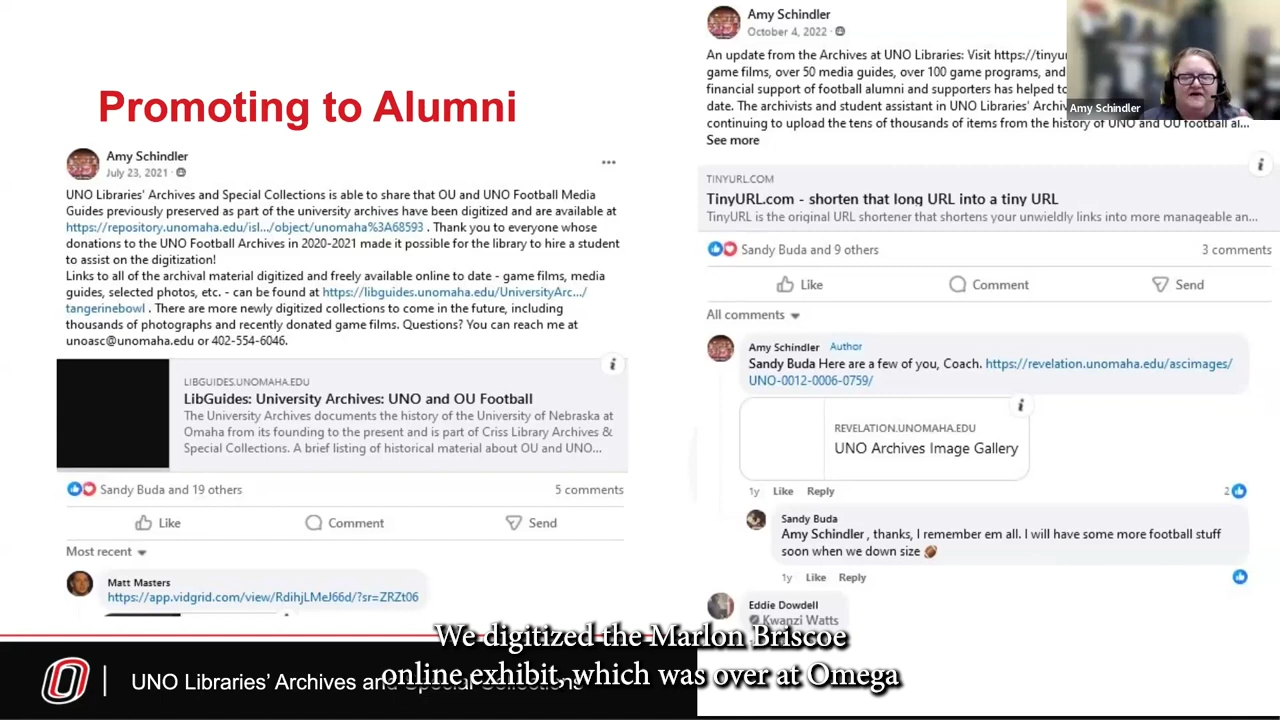 Promoting to Alumni
Amy Schindler
July 23, 2021
UNO Libraries' Archives and Special Collections is able to share that OU and UNO Football Media
Guides previously preserved as part of the university archives have been digitized and are available at
https://repository.unomaha.edu/isl.../object/unomaha%3A68593 . Thank you to everyone whose
donations to the UNO Football Archives in 2020-2021 made it possible for the library to hire a student
to assist on the digitization!
Links to all of the archival material digitized and freely available online to date - game films, media
guides, selected photos, etc. - can be found at https://libguides.unomaha.edu/UniversityArc.../
tangerinebowl . There are more newly digitized collections to come in the future, including
thousands of photographs and recently donated game films. Questions? You can reach me at
unoasc@unomaha.edu or 402-554-6046.
LIBGUIDES.UNOMAHA.EDU
LibGuides: University Archives: UNO and OU Football
The University Archives documents the history of the University of Nebraska at
Omaha from its founding to the present and is part of Criss Library Archives &
Special Collections. A brief listing of historical material about OU and UNO...
Sandy Buda and 19 others
5 comments
Like
Comment
Send
Most recent
Matt Masters
https://app.vidgrid.com/view/RdihjLMeJ66d/?sr=ZRZt06
Amy Schindler
October 4, 2022
An update from the Archives at UNO Libraries: Visit https://tinyu
game films, over 50 media guides, over 100 game programs, and
financial support of football alumni and supporters has helped to
date. The archivists and student assistant in UNO Libraries' Archiv
continuing to upload the tens of thousands of items from the history of UNO and OU football al...
See more
Amy Schindler
TINYURL.COM
TinyURL.com - shorten that long URL into a tiny URL
TinyURL is the original URL shortener that shortens your unwieldly links into more manageable an...
Sandy Buda and 9 others
3 comments
Like
Comment
Send
All comments
Amy Schindler Author
Sandy Buda Here are a few of you, Coach. https://revelation.unomaha.edu/ascimages/
UNO-0012-0006-0759/
REVELATION.UNOMAHA.EDU
UNO Archives Image Gallery
1y Like Reply
2
Sandy Buda
Amy Schindler , thanks, I remember em all. I will have some more football stuff
soon when we down size
1y Like Reply
Eddie Dowdell
Kwanzi Watts
We digitized the Marlon Briscoe
online exhibit, which was over at Omega
UNO Libraries' Archives and Special Collections